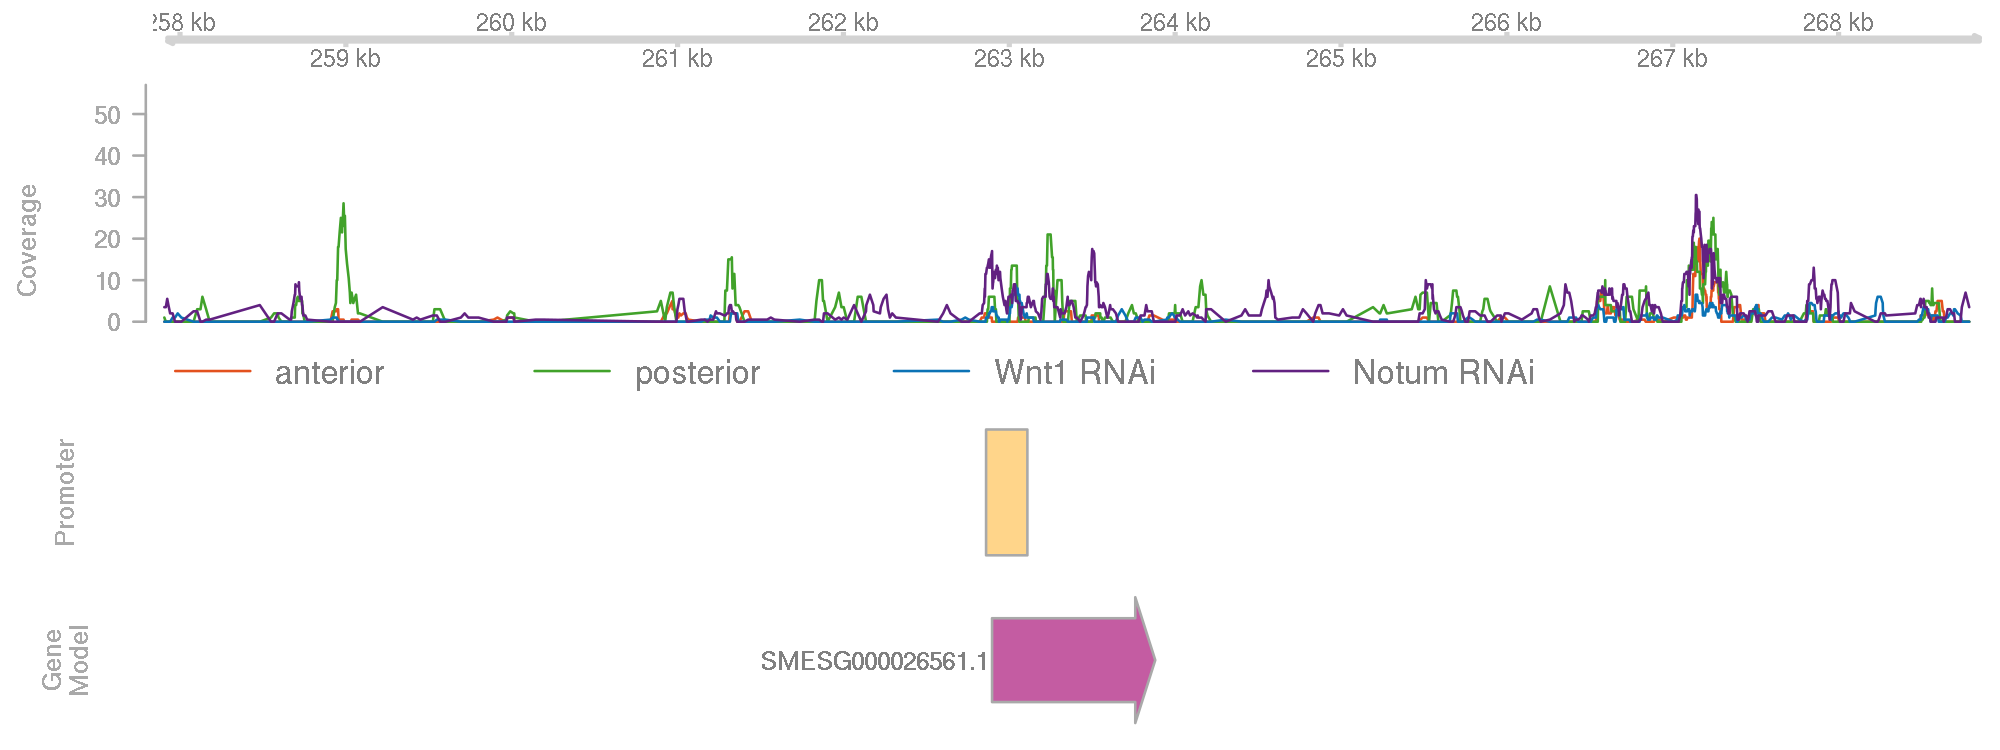 258 kb 260 kb 262 kb 264 kb 266 kb 268 kb
259 kb 261 kb 263 kb 265 kb 267 kb
Coverage
50
40
30
20
10
0
anterior posterior Wnt1 RNAi Notum RNAi
Promoter
Gene
Model
SMESG000026561.1